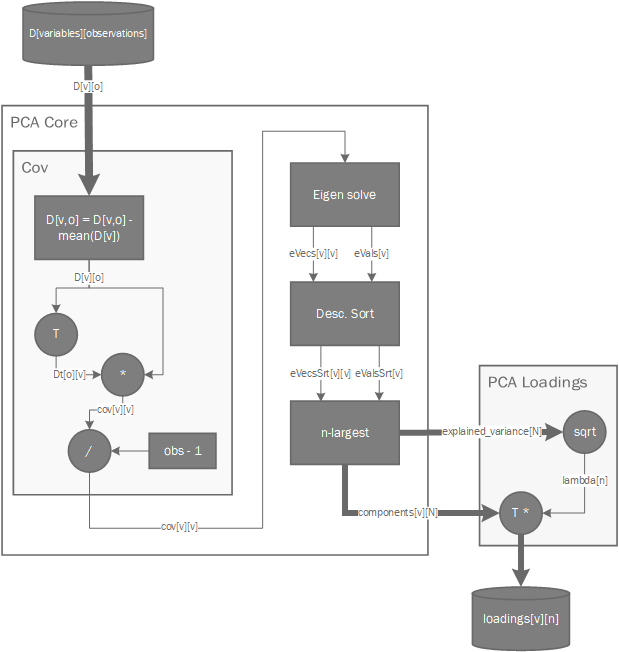 D[variables][observations]
D[v][o]
PCA Core
Cov
D[v,o] = D[v,o] -
mean(D[v])
D[v][o]
T
Dt[o][v]
*
cov[v][v]
/
obs - 1
cov[v][v]
Eigen solve
eVecs[v][v]
eVals[v]
Desc. Sort
eVecsSrt[v][v]
eValsSrt[v]
n-largest
explained_variance[N]
components[v][N]
PCA Loadings
sqrt
lambda[n]
T *
loadings[v][n]